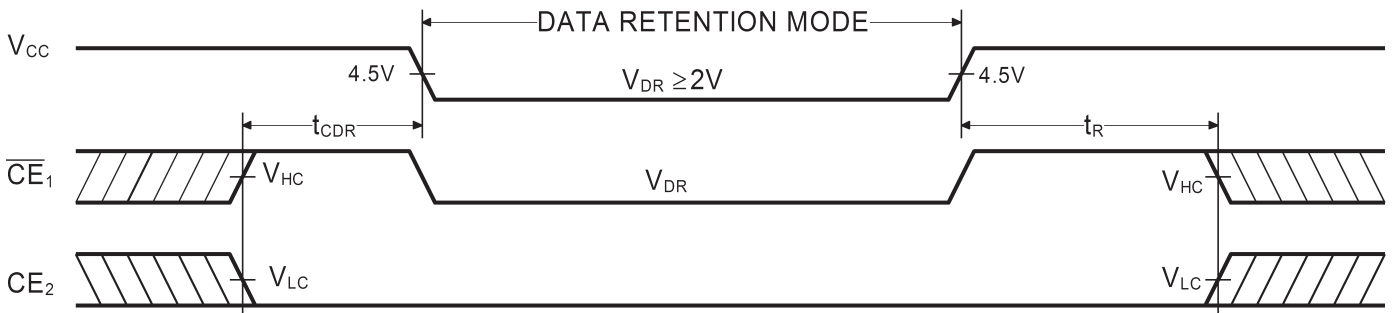 DATA RETENTION MODE
VCC
4.5V
VDR ≥2V
4.5V
tCDR
tR
CE1
VHC
VDR
VHC
CE2
VLC
VLC